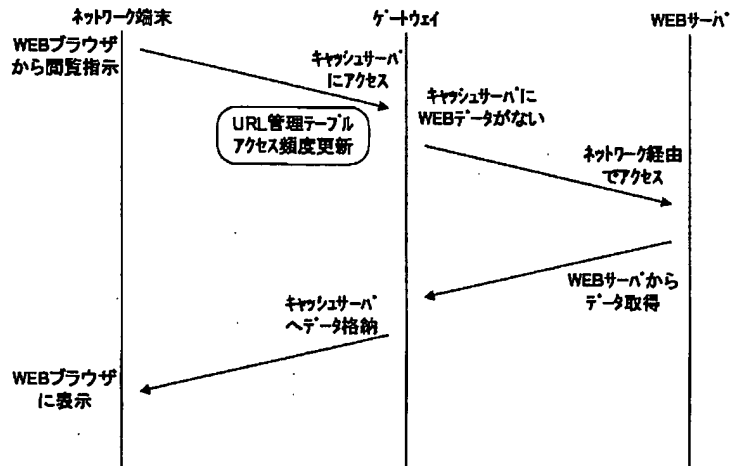 ﾈｯﾄﾜｰｸ端末
ｹﾞｰﾄｳｪｲ
WEBｻｰﾊﾞ
WEBブラウザ
から閲覧指示
ｷｬｯｼｭｻｰﾊﾞ
にｱｸｾｽ
URL管理ﾃｰﾌﾞﾙ
ｱｸｾｽ頻度更新
ｷｬｯｼｭｻｰﾊﾞに
WEBﾃﾞｰﾀがない
ﾈｯﾄﾜｰｸ経由
でｱｸｾｽ
WEBｻｰﾊﾞから
ﾃﾞｰﾀ取得
ｷｬｯｼｭｻｰﾊﾞ
へﾃﾞｰﾀ格納
WEBブラウザ
に表示